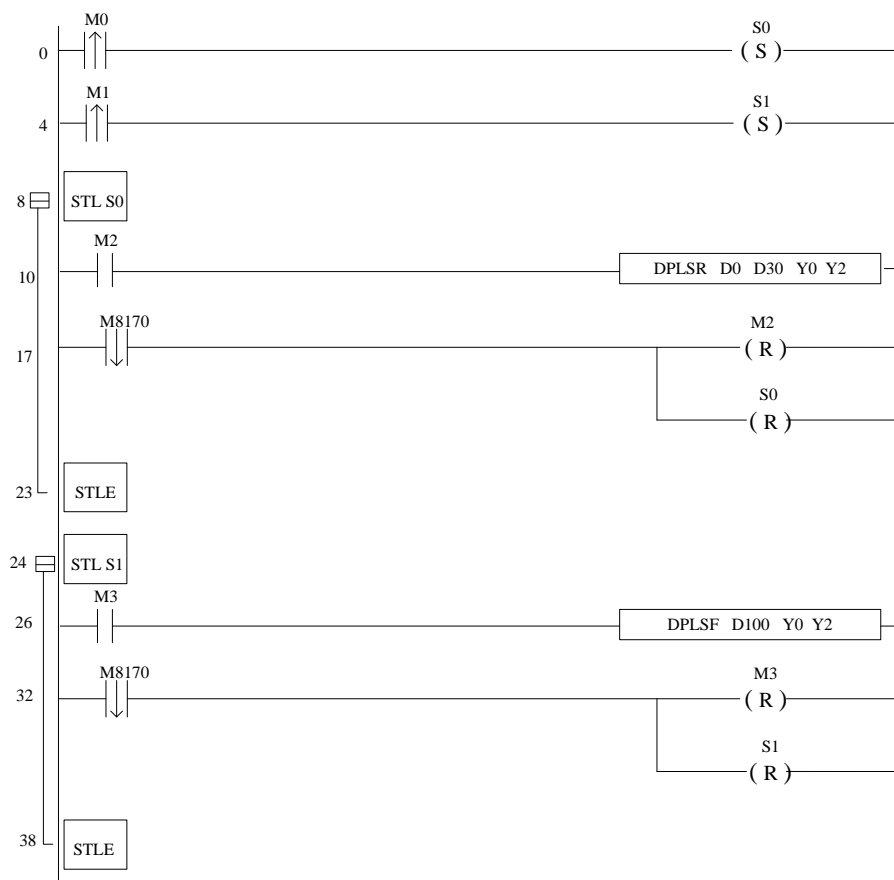 M0
S0
0
( S )
M1
S1
4
( S )
8
STL S0
M2
10
DPLSR D0 D30 Y0 Y2
M8170
M2
17
( R )
S0
( R )
23
STLE
24
STL S1
M3
26
DPLSF D100 Y0 Y2
M8170
M3
32
( R )
S1
( R )
38
STLE